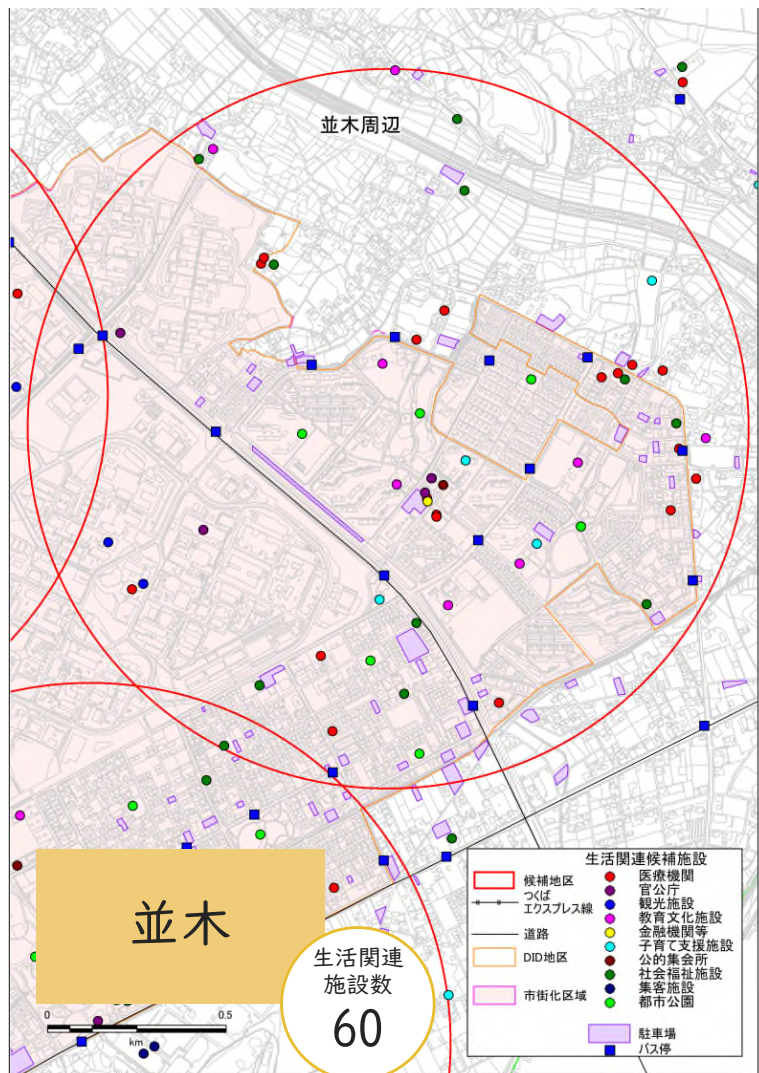 並木周辺
並木
生活関連
施設数
60
0
0.5
km
生活関連候補施設
候補地区
つくば
エクスプレス線
道路
DID地区
市街化区域
医療機関
官公庁
観光施設
教育文化施設
金融機関等
子育て支援施設
公的集会所
社会福祉施設
集客施設
都市公園
駐車場
バス停